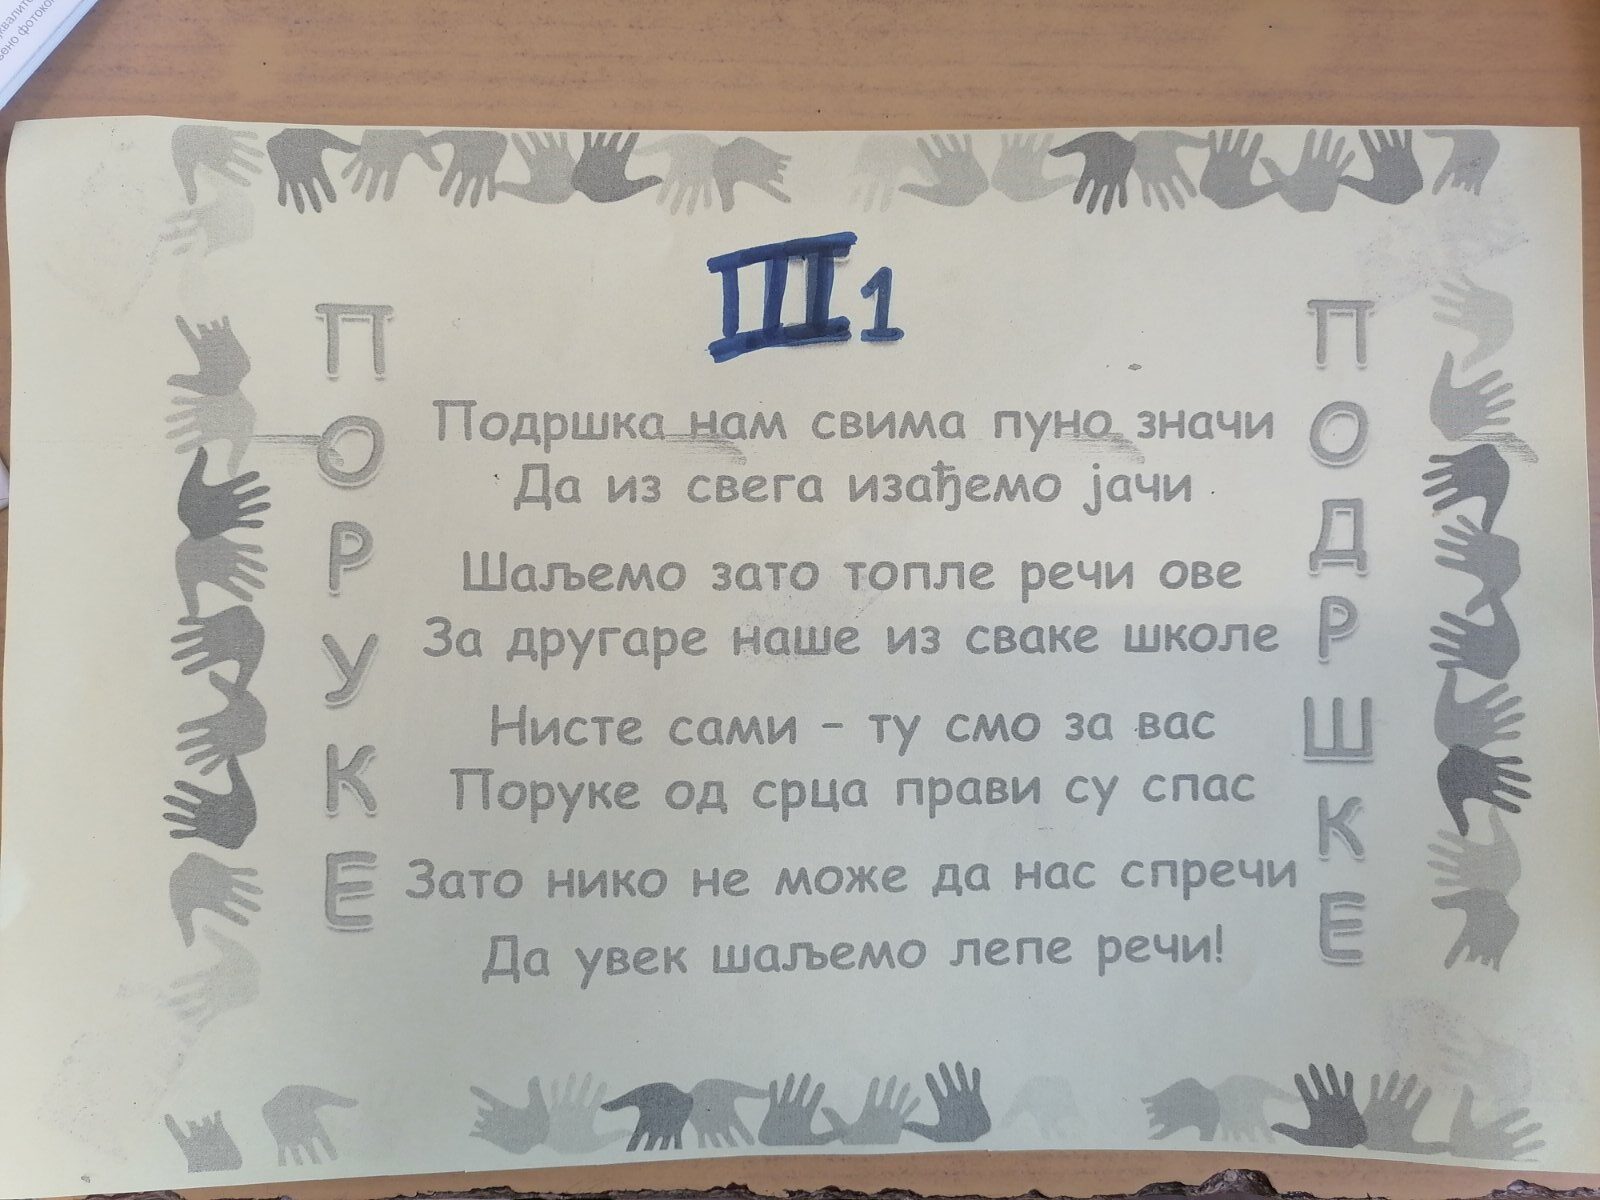 III1
ПОРУКЕ
Подршка нам свима пуно значи
Да из свега изађемо јачи
Шаљемо зато топле речи ове
За другаре наше из сваке школе
Нисте сами – ту смо за вас
Поруке од срца прави су спас
Зато нико не може да нас спречи
Да увек шаљемо лепе речи!
ПОДРШКЕ